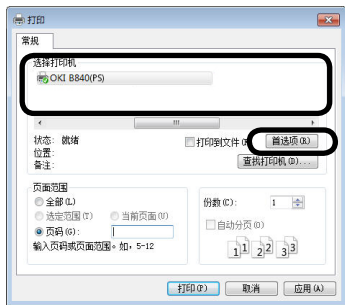 打印
常规
选择打印机
OKI B840(PS)
状态: 就绪
位置:
备注:
打印到文件(F)
首选项(R)
查找打印机(D)...
页面范围
全部(L)
选定范围(T) 当前页面(U)
页码(G):
输入页码或页面范围。如, 5-12
份数(C): 1
自动分页(O)
1 1 2 2 3 3
打印(P) 取消 应用(A)